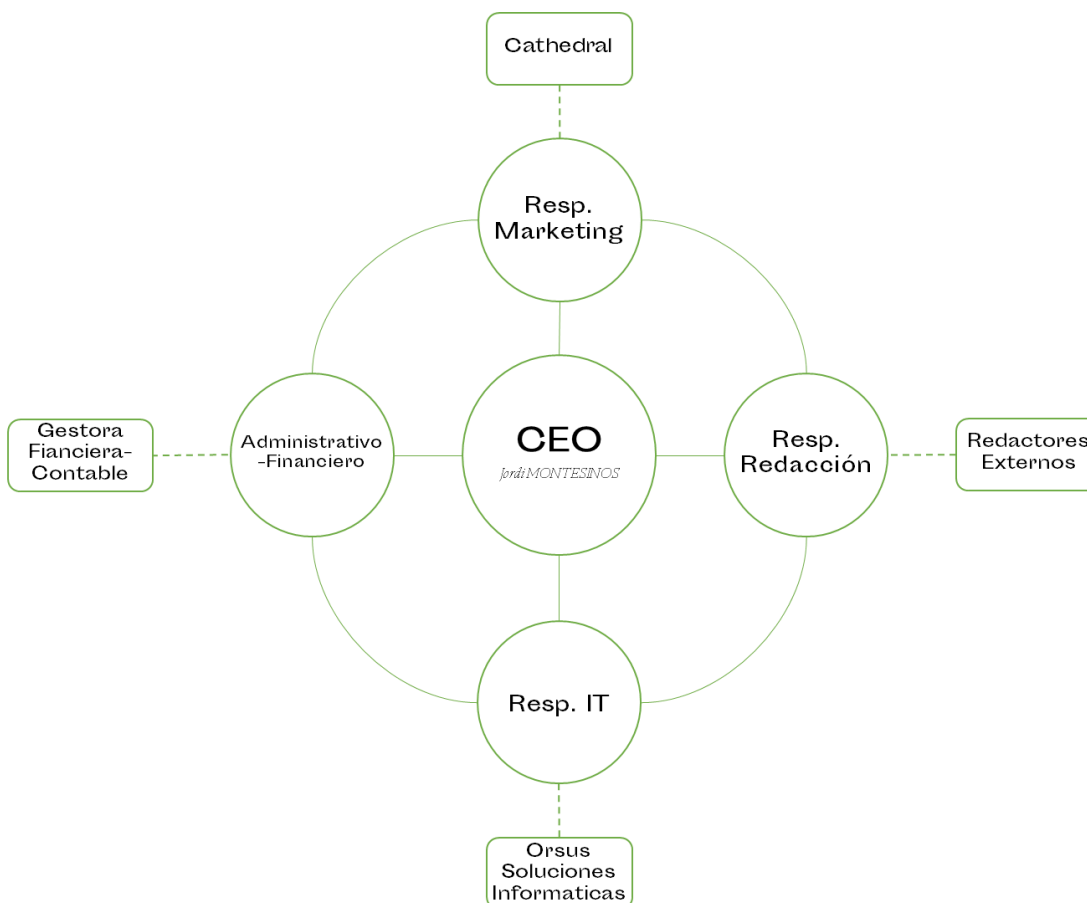 Cathedral
Resp.
Marketing
Gestora
Fianciera-
Contable
Administrativo
-Financiero
CEO
Jordi MONTESINOS
Resp.
Redacción
Redactores
Externos
Resp. IT
Orsus
Soluciones
Informaticas